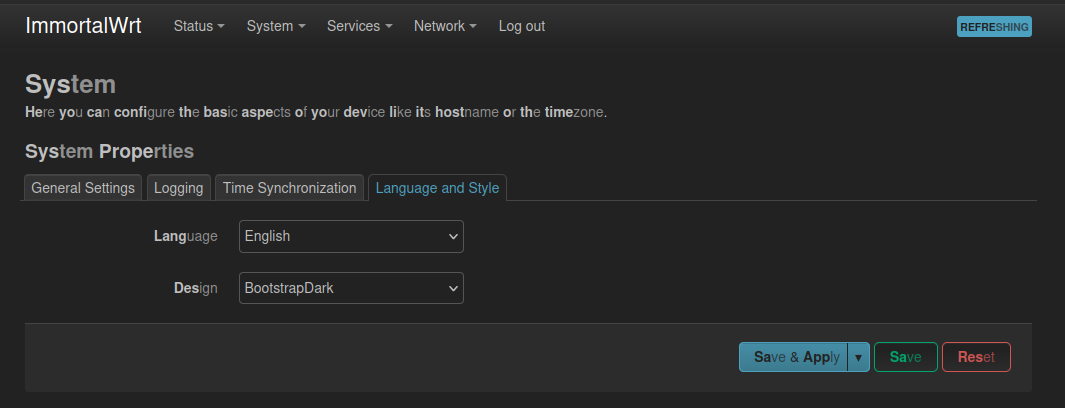 ImmortalWrt Status System Services Network Log out REFRESHING
System
Here you can configure the basic aspects of your device like its hostname or the timezone.
System Properties
General Settings Logging Time Synchronization Language and Style
Language English
Design BootstrapDark
Save & Apply Save Reset